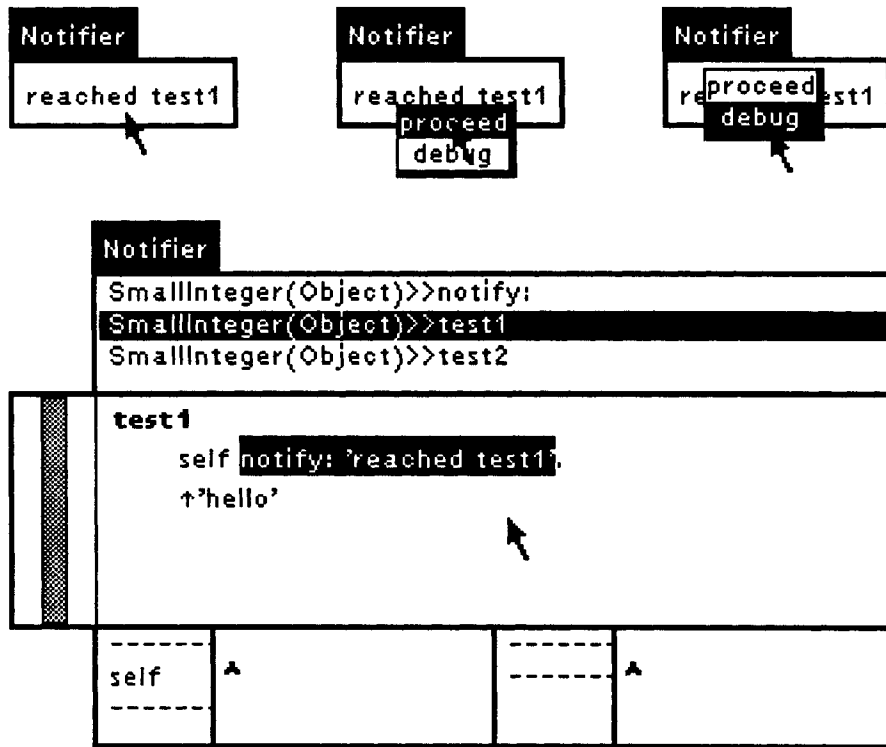 Notifier
reached test1
Notifier
reached test1
proceed
debug
Notifier
proceed
debug
Notifier
SmallInteger(Object)>>notify:
SmallInteger(Object)>>test1
SmallInteger(Object)>>test2
test1
self notify: 'reached test1'.
↑'hello'
self